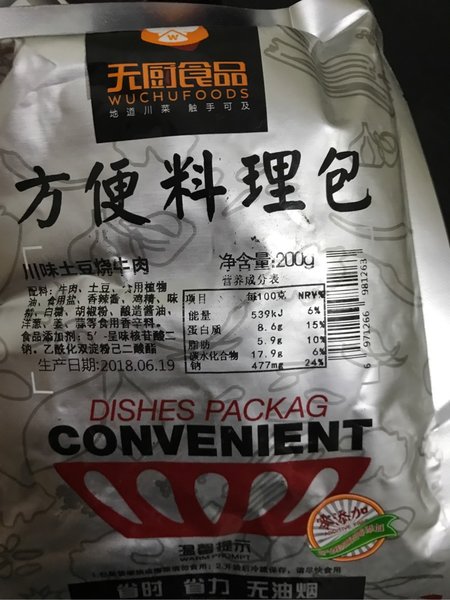 无厨食品
WUCHUFOODS
地道川菜 触手可及
方便料理包
川味土豆烧牛肉
净含量:200g
营养成分表
配料:牛肉、土豆、食用植物
油、食用盐、香辣酱、鸡精、味
精、白糖、胡椒粉、酿造酱油、
洋葱、姜、蒜等食用香辛料。
食品添加剂:5'-呈味核苷酸二
钠,乙酰化双淀粉己二酸酯
生产日期:2018.06.19
项目 每100克 NRV%
能量 539kJ 6%
蛋白质 8.6g 15%
脂肪 5.9g 10%
碳水化合物 17.9g 6%
钠 477mg 24%
6 971266 981263
DISHES PACKAG
CONVENIENT
零添加
温馨提示
WARM PROMPT
省时 省力 无油烟